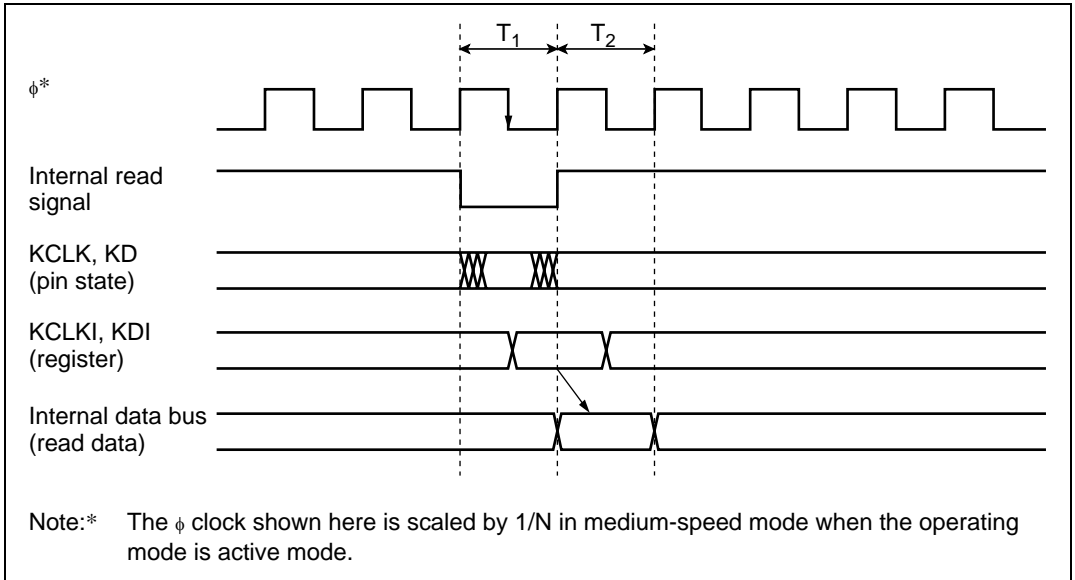 T1 T2
φ*
Internal read
signal
KCLK, KD
(pin state)
KCLKI, KDI
(register)
Internal data bus
(read data)
Note:* The φ clock shown here is scaled by 1/N in medium-speed mode when the operating
mode is active mode.